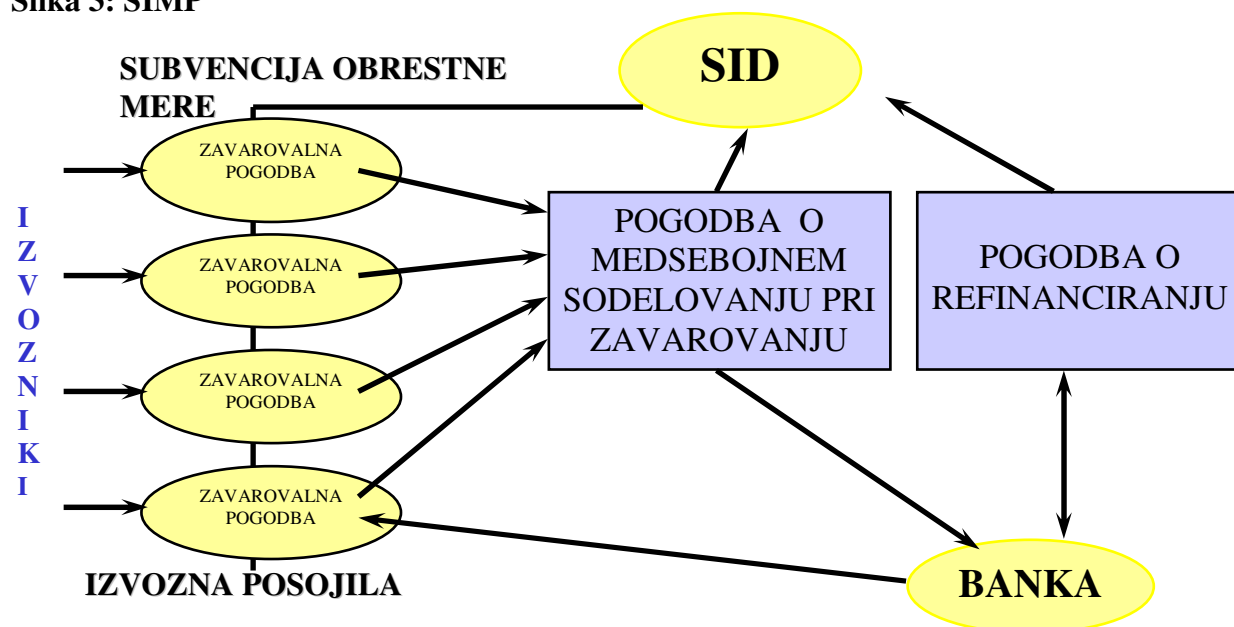 Slika 5: SIMP
SUBVENCIJA OBRESTNE
MERE
SID
ZAVAROVALNA
POGODBA
ZAVAROVALNA
POGODBA
ZAVAROVALNA
POGODBA
ZAVAROVALNA
POGODBA
I
Z
V
O
Z
N
I
K
I
POGODBA O
MEDSEBOJNEM
SODELOVANJU PRI
ZAVAROVANJU
POGODBA O
REFINANCIRANJU
IZVOZNA POSOJILA
BANKA